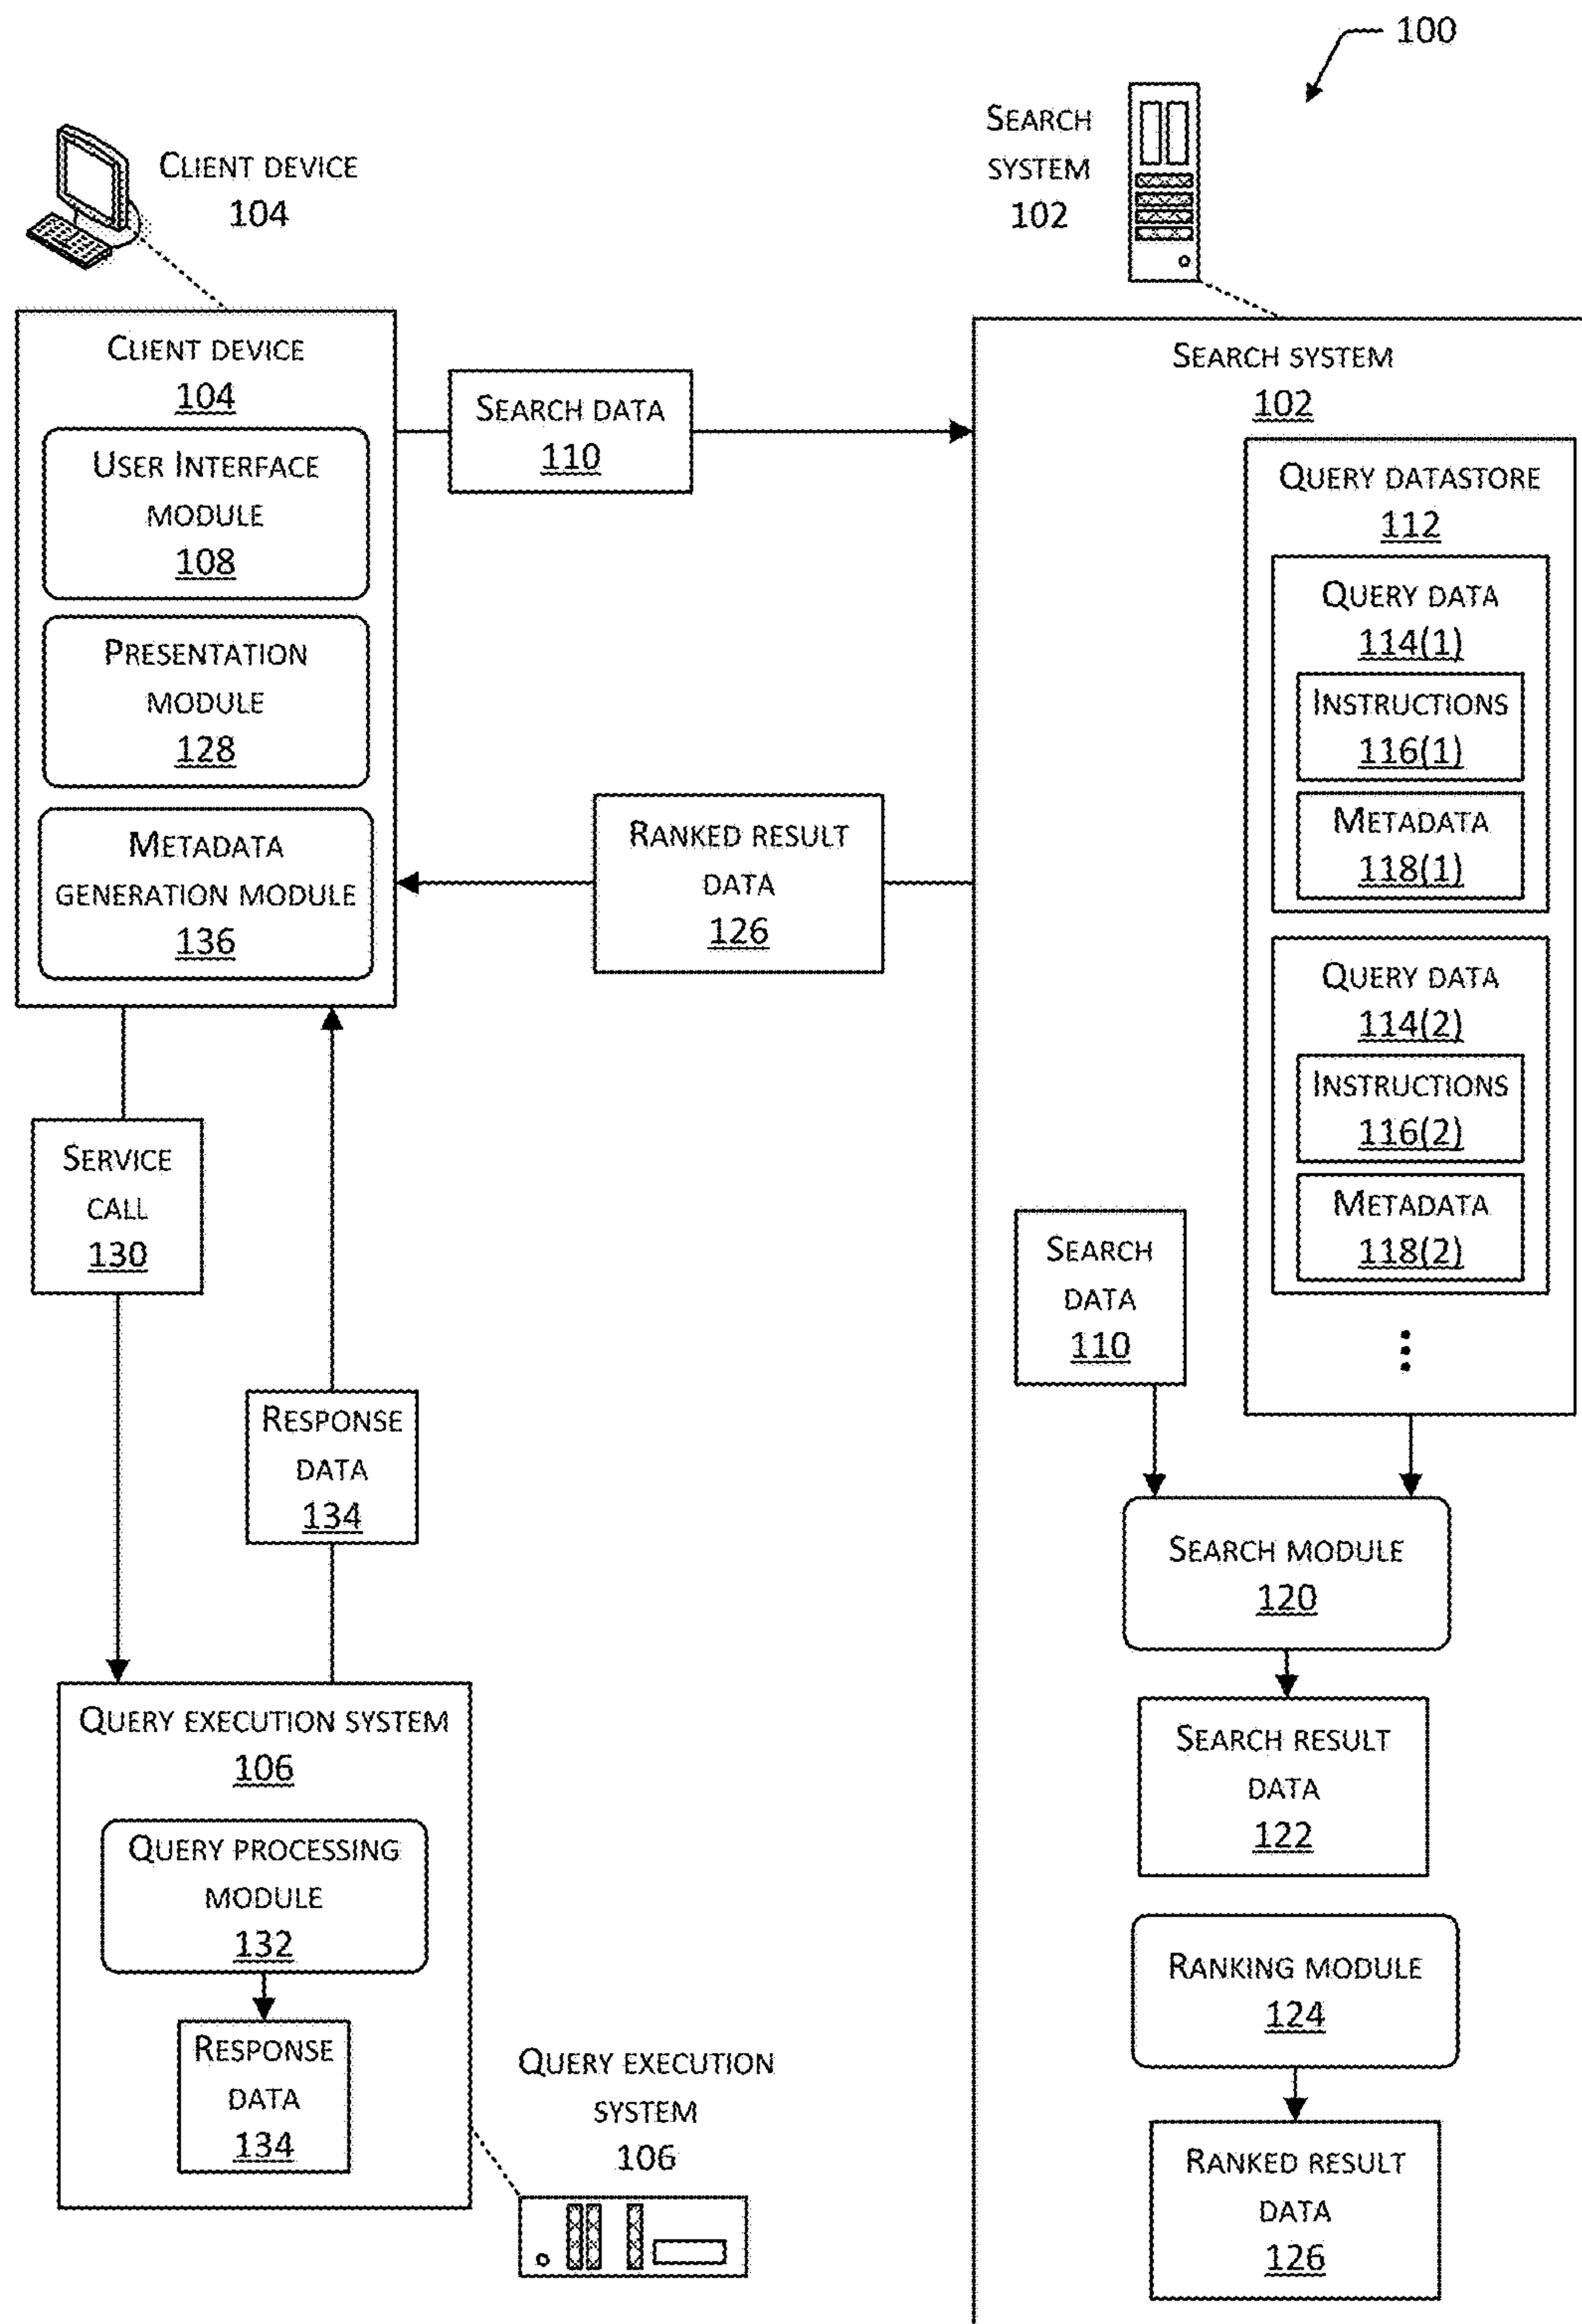 100
SEARCH
SYSTEM
102
CLIENT DEVICE
104
CLIENT DEVICE
104
USER INTERFACE
MODULE
108
PRESENTATION
MODULE
128
METADATA
GENERATION MODULE
136
SEARCH DATA
110
RANKED RESULT
DATA
126
SERVICE
CALL
130
RESPONSE
DATA
134
QUERY EXECUTION SYSTEM
106
QUERY PROCESSING
MODULE
132
RESPONSE
DATA
134
QUERY EXECUTION
SYSTEM
106
SEARCH SYSTEM
102
QUERY DATASTORE
112
QUERY DATA
114(1)
INSTRUCTIONS
116(1)
METADATA
118(1)
QUERY DATA
114(2)
INSTRUCTIONS
116(2)
METADATA
118(2)
SEARCH
DATA
110
SEARCH MODULE
120
SEARCH RESULT
DATA
122
RANKING MODULE
124
RANKED RESULT
DATA
126